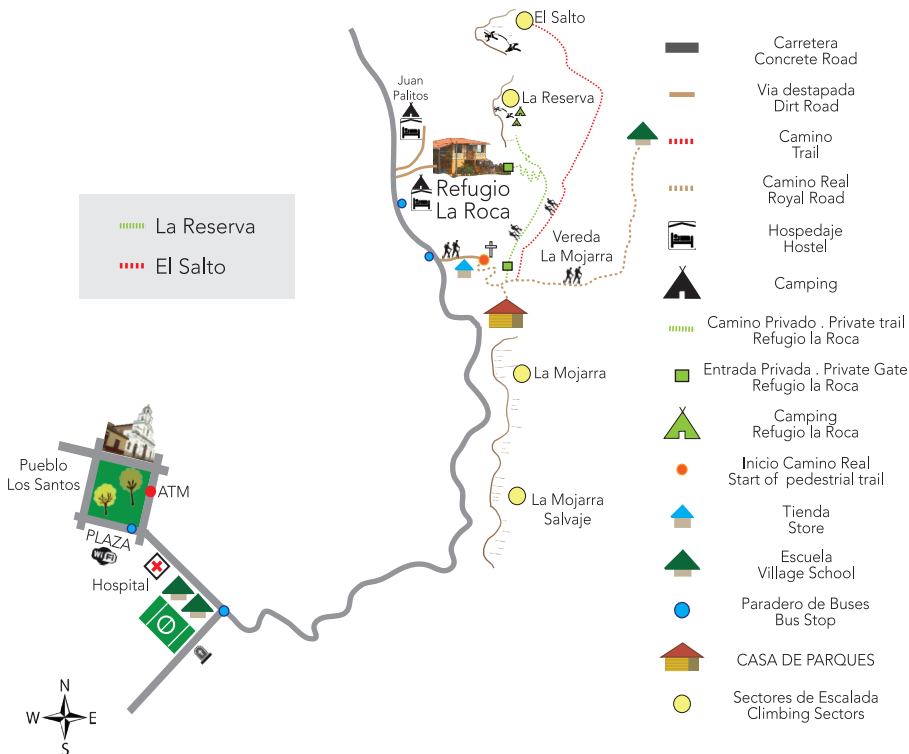 El Salto
La Reserva
Juan
Palitos
Refugio
La Roca
Vereda
La Mojarra
La Mojarra
La Mojarra
Salvaje
La Reserva
El Salto
Pueblo
Los Santos
ATM
PLAZA
Wi Fi
Hospital
N
W
E
S
Carretera
Concrete Road
Via destapada
Dirt Road
Camino
Trail
Camino Real
Royal Road
Hospedaje
Hostel
Camping
Camino Privado . Private trail
Refugio la Roca
Entrada Privada . Private Gate
Refugio la Roca
Camping
Refugio la Roca
Inicio Camino Real
Start of pedestrial trail
Tienda
Store
Escuela
Village School
Paradero de Buses
Bus Stop
CASA DE PARQUES
Sectores de Escalada
Climbing Sectors